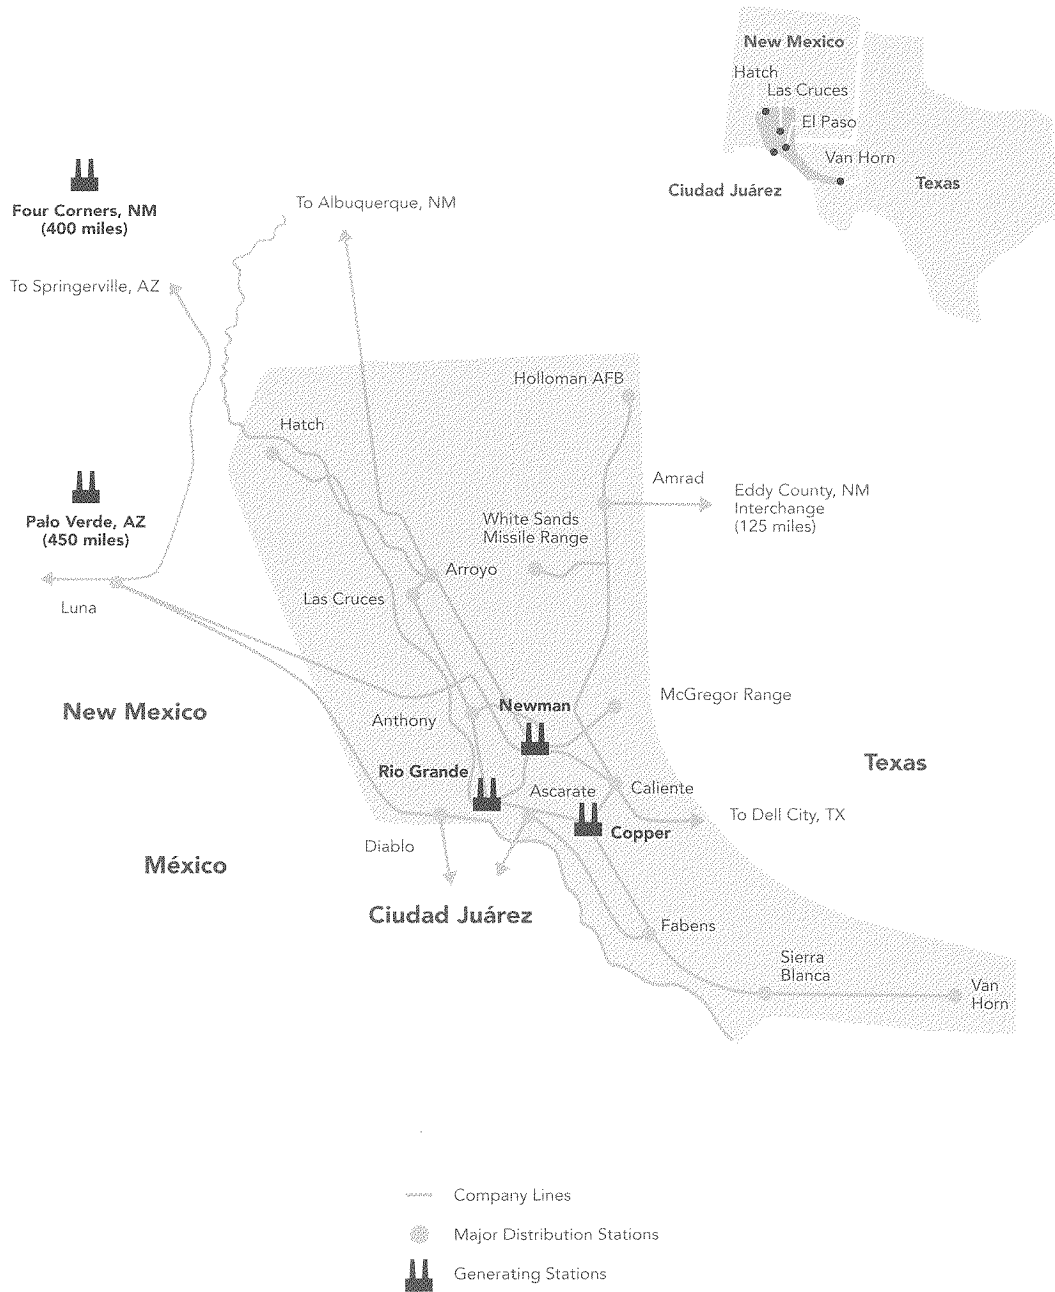 New Mexico
Hatch
Las Cruces
El Paso
Van Horn
Ciudad Juárez
Texas
Four Corners, NM
(400 miles)
To Albuquerque, NM
To Springerville, AZ
Holloman AFB
Hatch
Amrad
Eddy County, NM
Interchange
(125 miles)
Palo Verde, AZ
(450 miles)
White Sands
Missile Range
Arroyo
Las Cruces
Luna
McGregor Range
New Mexico
Newman
Anthony
Texas
Rio Grande
Ascarate
Caliente
To Dell City, TX
Copper
Diablo
México
Ciudad Juárez
Fabens
Sierra
Blanca
Van
Horn
Company Lines
Major Distribution Stations
Generating Stations